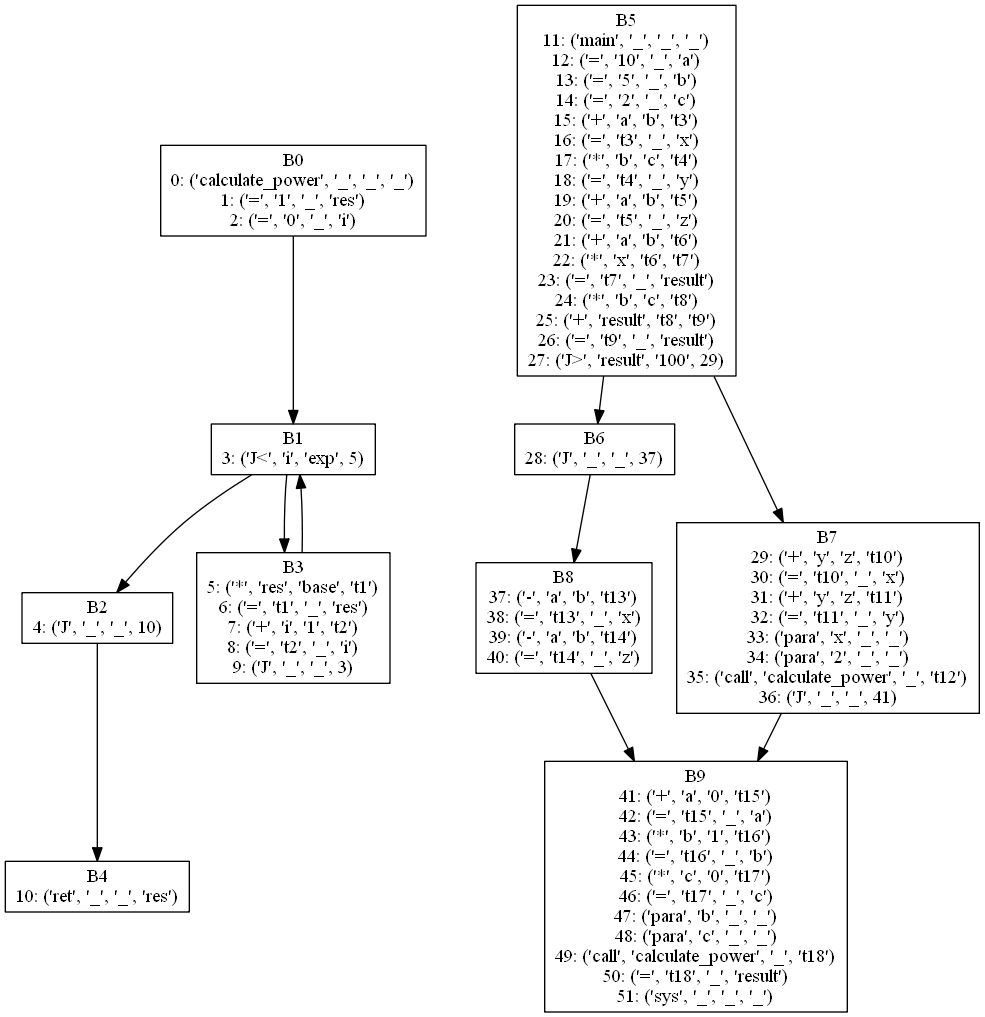 B0
0: ('calculate_power', '_', '_', '_')
1: ('=', '1', '_', 'res')
2: ('=', '0', '_', 'i')
B1
3: ('J<', 'i', 'exp', 5)
B2
4: ('J', '_', '_', 10)
B3
5: ('*', 'res', 'base', 't1')
6: ('=', 't1', '_', 'res')
7: ('+', 'i', '1', 't2')
8: ('=', 't2', '_', 'i')
9: ('J', '_', '_', 3)
B4
10: ('ret', '_', '_', 'res')
B5
11: ('main', '_', '_', '_')
12: ('=', '10', '_', 'a')
13: ('=', '5', '_', 'b')
14: ('=', '2', '_', 'c')
15: ('+', 'a', 'b', 't3')
16: ('=', 't3', '_', 'x')
17: ('*', 'b', 'c', 't4')
18: ('=', 't4', '_', 'y')
19: ('+', 'a', 'b', 't5')
20: ('=', 't5', '_', 'z')
21: ('+', 'a', 'b', 't6')
22: ('*', 'x', 't6', 't7')
23: ('=', 't7', '_', 'result')
24: ('*', 'b', 'c', 't8')
25: ('+', 'result', 't8', 't9')
26: ('=', 't9', '_', 'result')
27: ('J>', 'result', '100', 29)
B6
28: ('J', '_', '_', 37)
B7
29: ('+', 'y', 'z', 't10')
30: ('=', 't10', '_', 'x')
31: ('+', 'y', 'z', 't11')
32: ('=', 't11', '_', 'y')
33: ('para', 'x', '_', '_')
34: ('para', '2', '_', '_')
35: ('call', 'calculate_power', '_', 't12')
36: ('J', '_', '_', 41)
B8
37: ('-', 'a', 'b', 't13')
38: ('=', 't13', '_', 'x')
39: ('-', 'a', 'b', 't14')
40: ('=', 't14', '_', 'z')
B9
41: ('+', 'a', '0', 't15')
42: ('=', 't15', '_', 'a')
43: ('*', 'b', '1', 't16')
44: ('=', 't16', '_', 'b')
45: ('*', 'c', '0', 't17')
46: ('=', 't17', '_', 'c')
47: ('para', 'b', '_', '_')
48: ('para', 'c', '_', '_')
49: ('call', 'calculate_power', '_', 't18')
50: ('=', 't18', '_', 'result')
51: ('sys', '_', '_', '_')